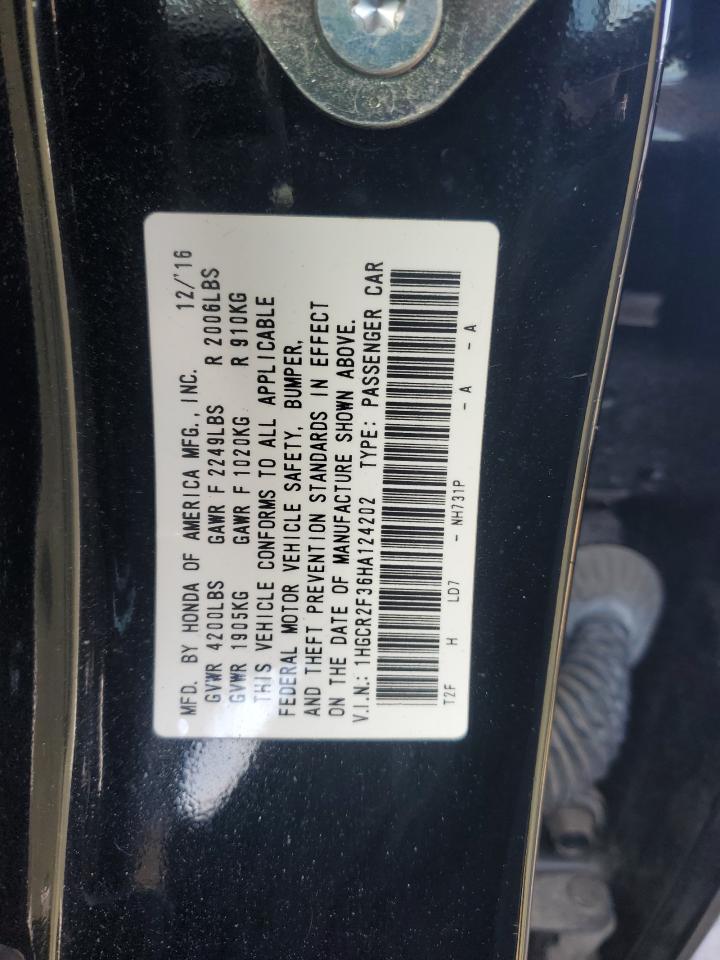 MFD. BY HONDA OF AMERICA MFG., INC. 12/'16
GVWR 4200LBS GAWR F 2249LBS R 2006LBS
GVWR 1905KG GAWR F 1020KG R 910KG
THIS VEHICLE CONFORMS TO ALL APPLICABLE
FEDERAL MOTOR VEHICLE SAFETY, BUMPER,
AND THEFT PREVENTION STANDARDS IN EFFECT
ON THE DATE OF MANUFACTURE SHOWN ABOVE.
V.I.N.: 1HGCR2F36HA124202 TYPE: PASSENGER CAR
T2F H LD7 - NH731P - A - A